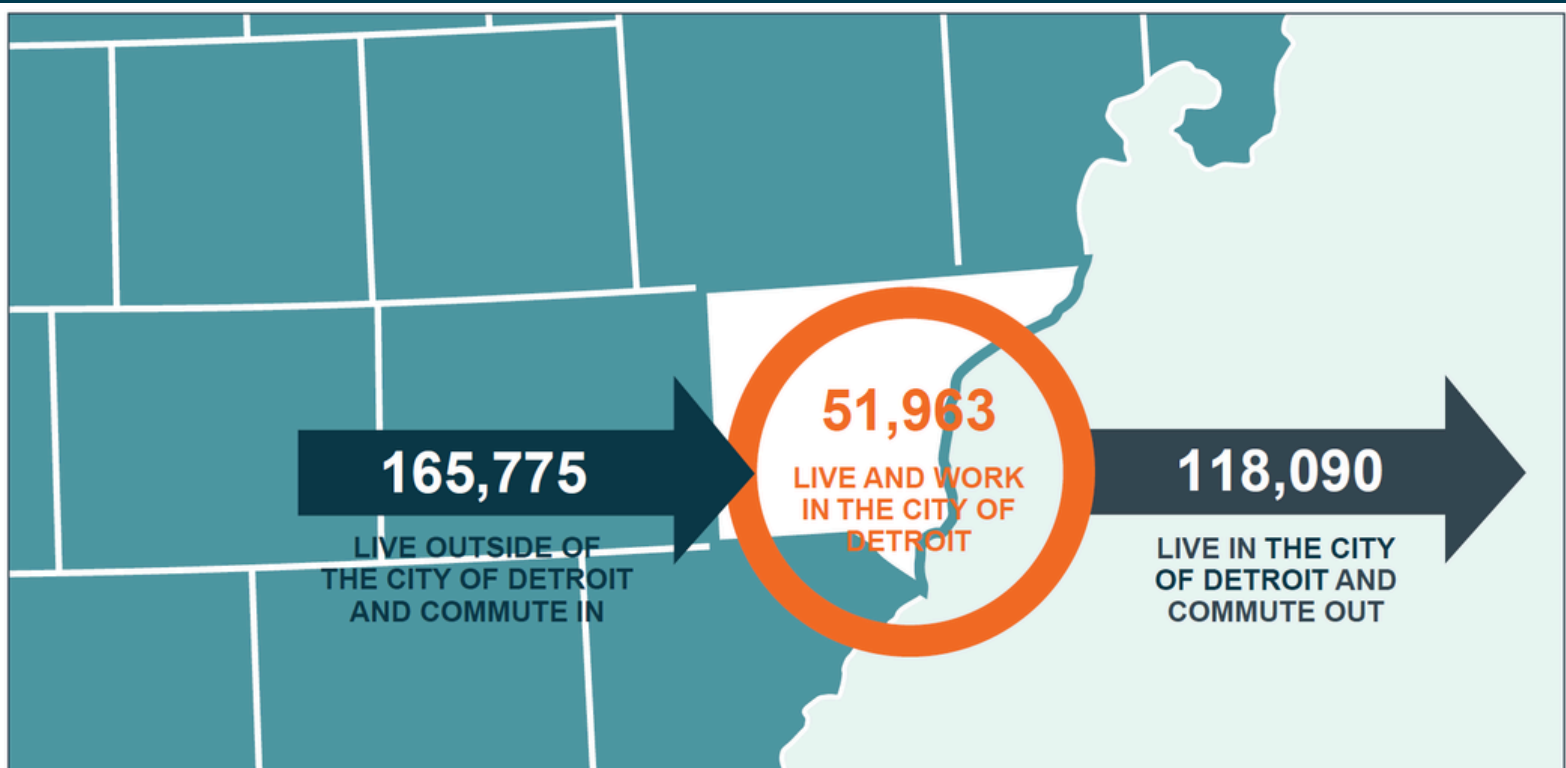 165,775
LIVE OUTSIDE OF
THE CITY OF DETROIT
AND COMMUTE IN
51,963
LIVE AND WORK
IN THE CITY OF
DETROIT
118,090
LIVE IN THE CITY
OF DETROIT AND
COMMUTE OUT